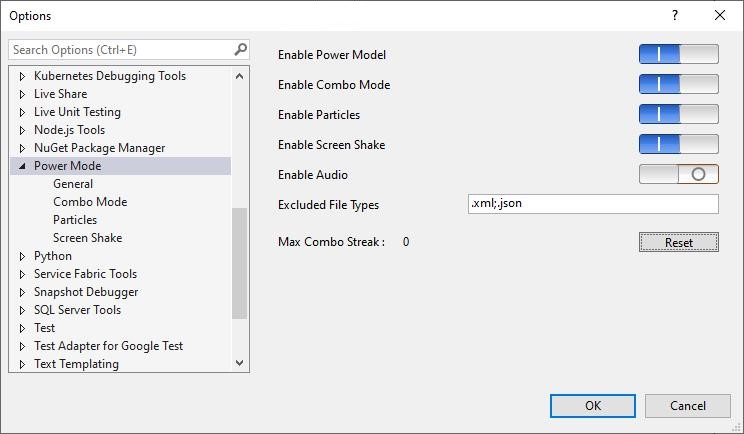 Options
Search Options (Ctrl+E)
Kubernetes Debugging Tools
Live Share
Live Unit Testing
Node.js Tools
NuGet Package Manager
Power Mode
General
Combo Mode
Particles
Screen Shake
Python
Service Fabric Tools
Snapshot Debugger
SQL Server Tools
Test
Test Adapter for Google Test
Text Templating
Enable Power Model
Enable Combo Mode
Enable Particles
Enable Screen Shake
Enable Audio
Excluded File Types .xml;.json
Max Combo Streak : 0 Reset
OK Cancel